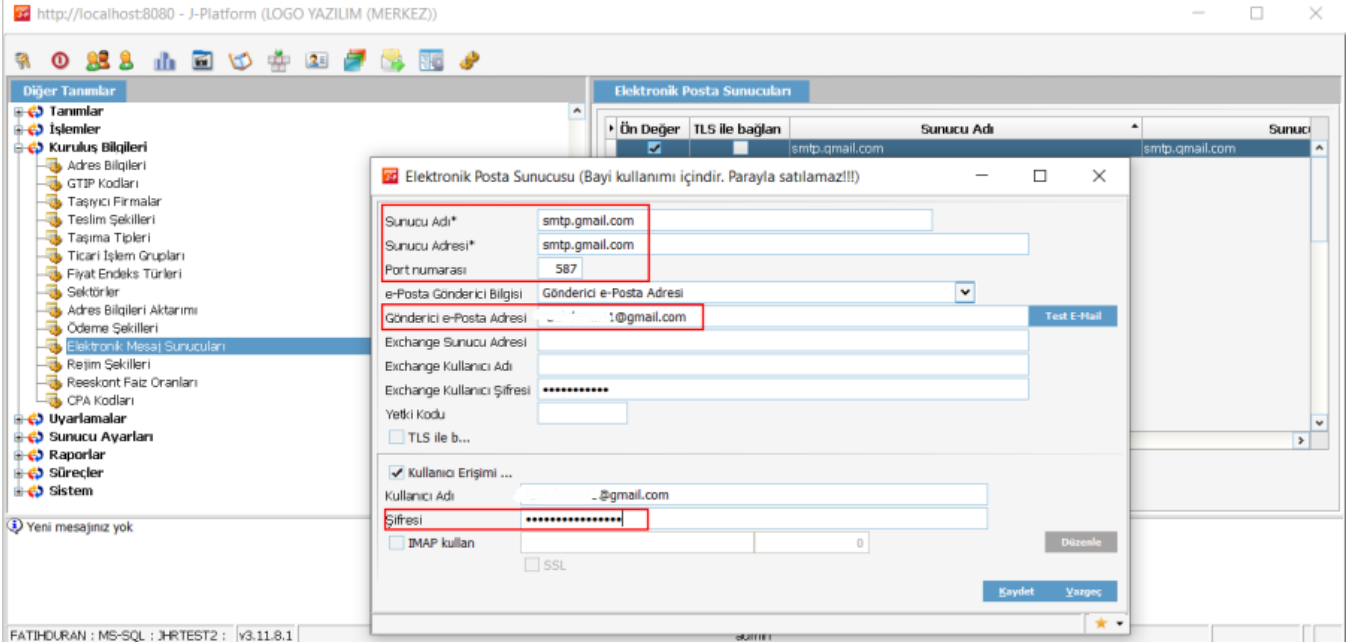 http://localhost:8080 - J-Platform (LOGO YAZILIM (MERKEZ))
Diğer Tanımlar
Tanımlar
İşlemler
Kuruluş Bilgileri
Adres Bilgileri
GTIP Kodları
Taşıyıcı Firmalar
Teslim Şekilleri
Taşıma Tipleri
Ticari İşlem Grupları
Fiyat Endeks Türleri
Sektörler
Adres Bilgileri Aktarımı
Ödeme Şekilleri
Elektronik Mesaj Sunucuları
Rejim Şekilleri
Reeskont Faiz Oranları
CPA Kodları
Uyarlamalar
Sunucu Ayarları
Raporlar
Süreçler
Sistem
Yeni mesajınız yok
Elektronik Posta Sunucuları
Ön Değer TLS ile bağlan Sunucu Adı Sunuc
smtp.gmail.com smtp.gmail.com
Elektronik Posta Sunucusu (Bayi kullanımı içindir. Parayla satılamaz!!!)
Sunucu Adı* smtp.gmail.com
Sunucu Adresi* smtp.gmail.com
Port numarası 587
e-Posta Gönderici Bilgisi Gönderici e-Posta Adresi
Gönderici e-Posta Adresi 1@gmail.com Test E-Mail
Exchange Sunucu Adresi
Exchange Kullanıcı Adı
Exchange Kullanıcı Şifresi •••••••••••
Yetki Kodu
TLS ile b...
Kullanıcı Erişimi ...
Kullanıcı Adı @gmail.com
Şifresi ••••••••••••••••
IMAP kullan 0 Düzenle
SSL
Kaydet Vazgeç
FATIHDURAN : MS-SQL : JHRTEST2 : v3.11.8.1 admin